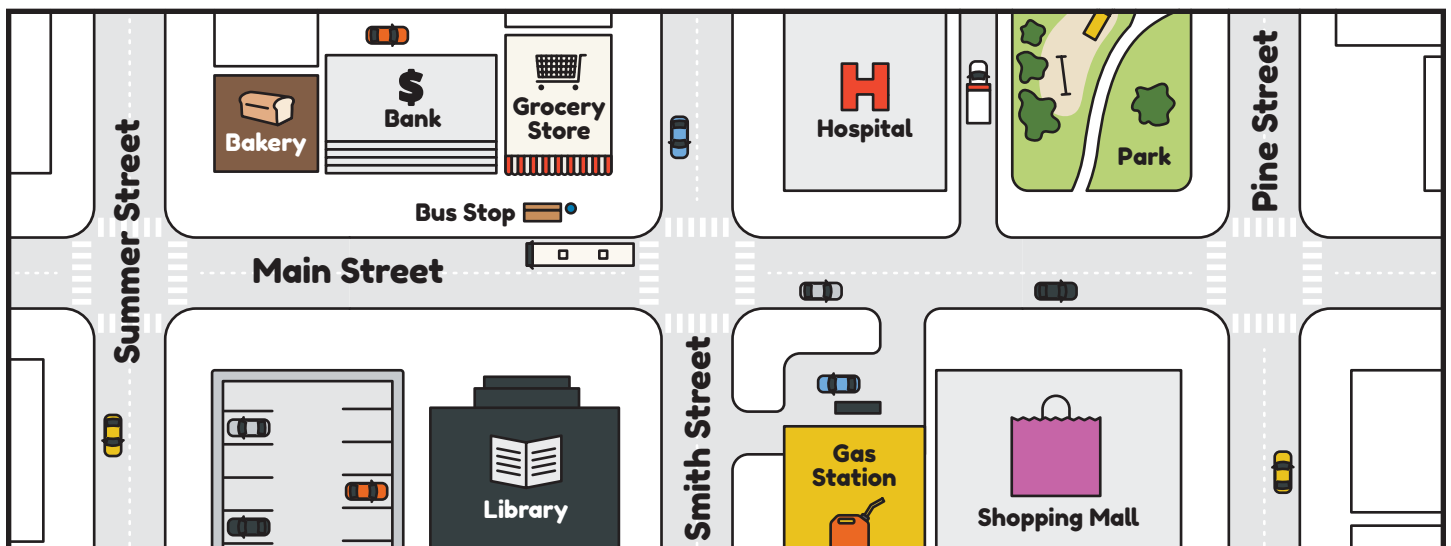 Bakery
$
Bank
Grocery
Store
H
Hospital
Park
Pine Street
Summer Street
Bus Stop
Main Street
Smith Street
Library
Gas
Station
Shopping Mall